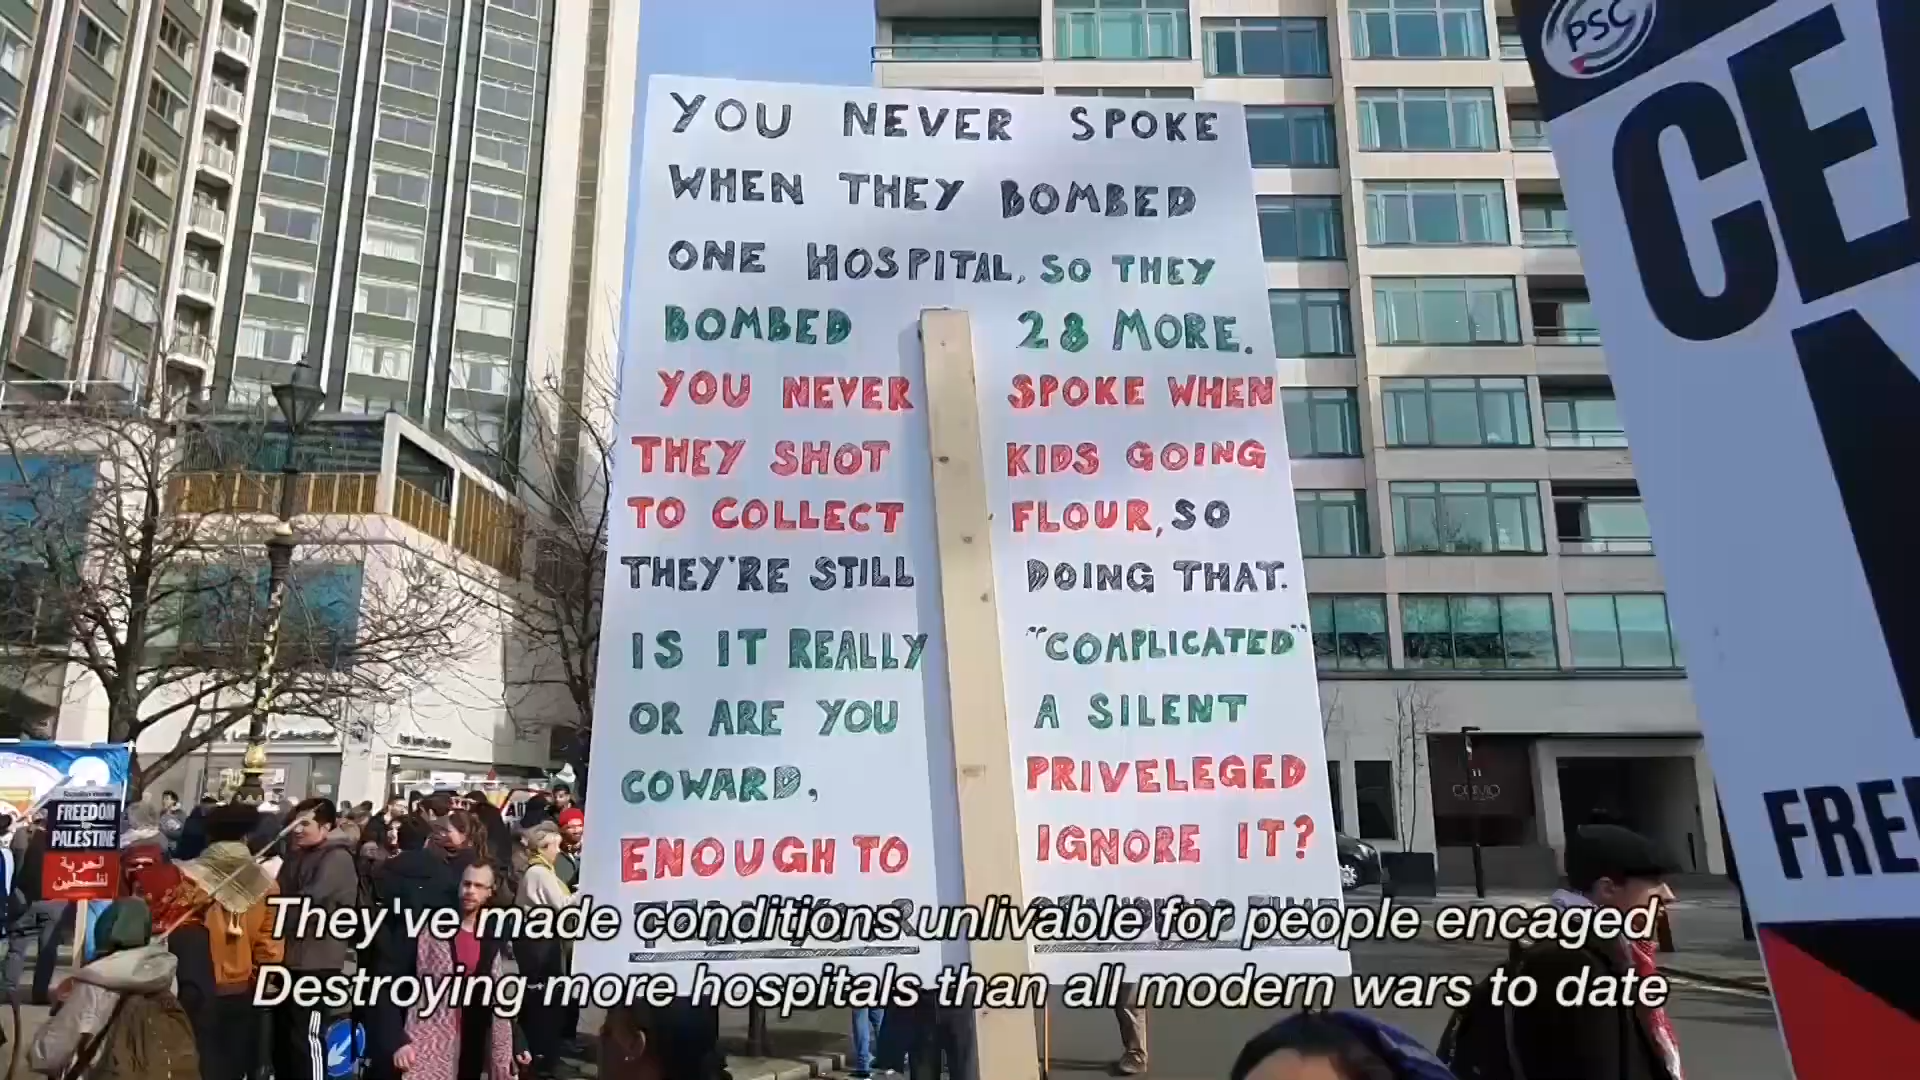 YOU NEVER SPOKE
WHEN THEY BOMBED
ONE HOSPITAL, SO THEY
BOMBED 28 MORE.
YOU NEVER SPOKE WHEN
THEY SHOT KIDS GOING
TO COLLECT FLOUR, SO
THEY'RE STILL DOING THAT.
IS IT REALLY "COMPLICATED"
OR ARE YOU A SILENT
COWARD, PRIVELEGED
ENOUGH TO IGNORE IT?
They've made conditions unlivable for people encaged
Destroying more hospitals than all modern wars to date
PSC
CEA
FRE
FREEDOM
PALESTINE
الحرية
لفلسطين